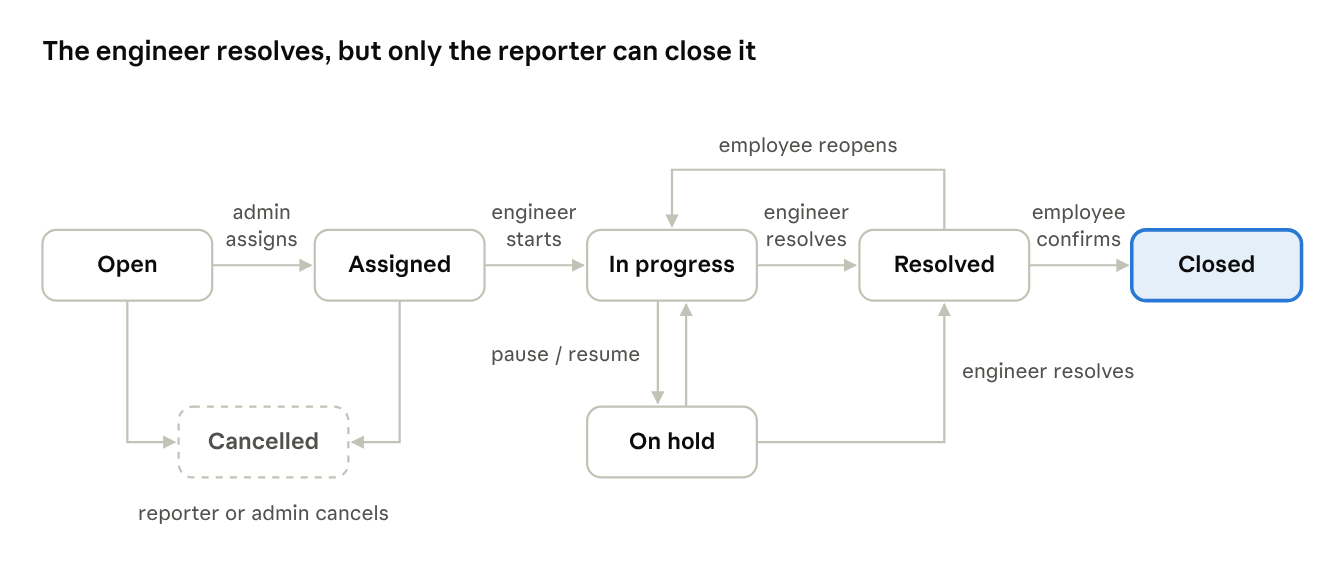 The engineer resolves, but only the reporter can close it
employee reopens
admin
assigns
engineer
starts
engineer
resolves
employee
confirms
Open
Assigned
In progress
Resolved
Closed
pause / resume
engineer resolves
Cancelled
On hold
reporter or admin cancels